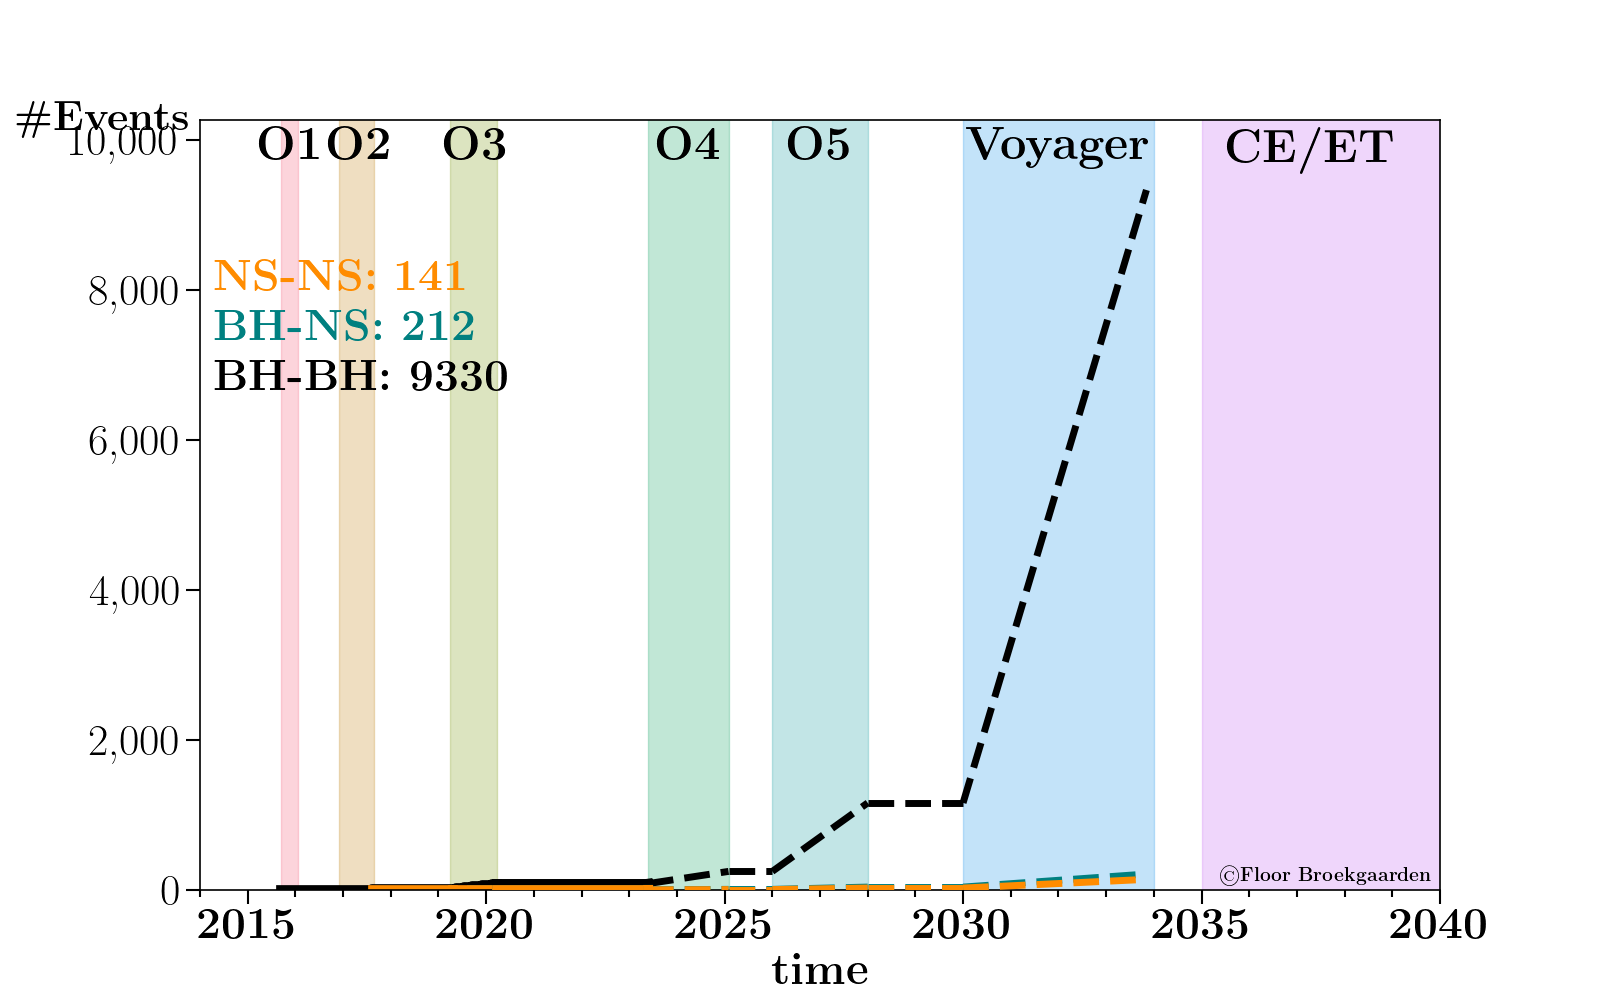 #Events
10,000
O1 O2 O3 O4 O5 Voyager CE/ET
8,000
NS-NS: 141
BH-NS: 212
BH-BH: 9330
6,000
4,000
2,000
0
©Floor Broekgaarden
2015 2020 2025 2030 2035 2040
time